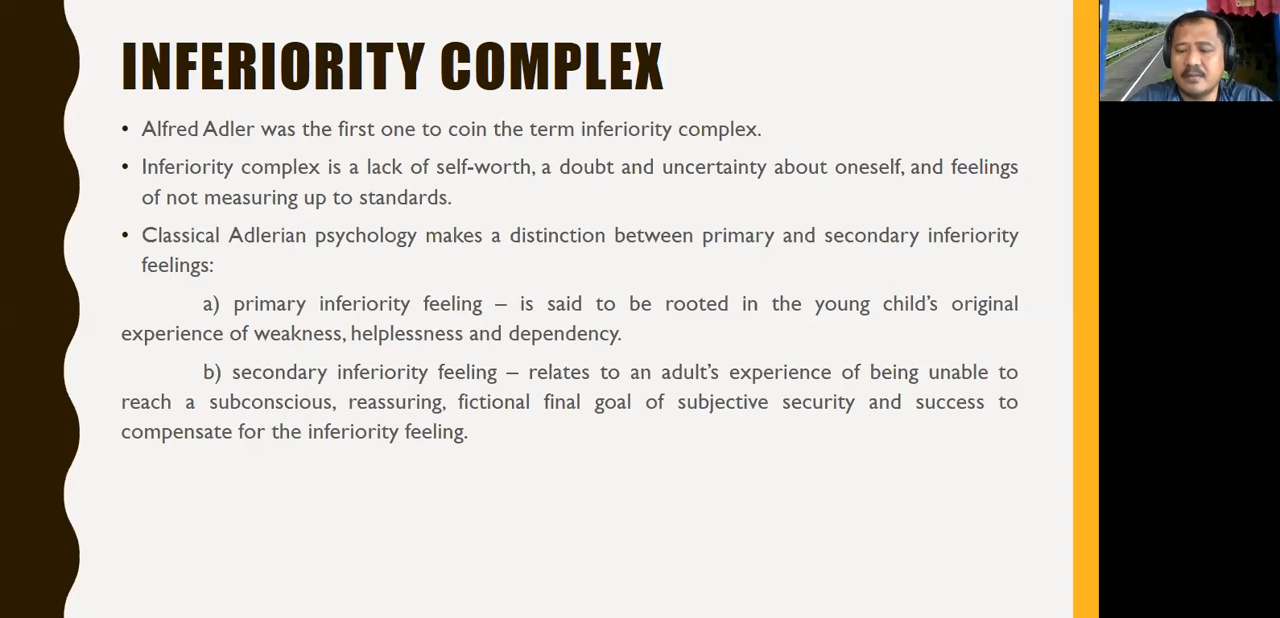 INFERIORITY COMPLEX
• Alfred Adler was the first one to coin the term inferiority complex.
• Inferiority complex is a lack of self-worth, a doubt and uncertainty about oneself, and feelings
of not measuring up to standards.
• Classical Adlerian psychology makes a distinction between primary and secondary inferiority
feelings:
a) primary inferiority feeling – is said to be rooted in the young child’s original
experience of weakness, helplessness and dependency.
b) secondary inferiority feeling – relates to an adult’s experience of being unable to
reach a subconscious, reassuring, fictional final goal of subjective security and success to
compensate for the inferiority feeling.